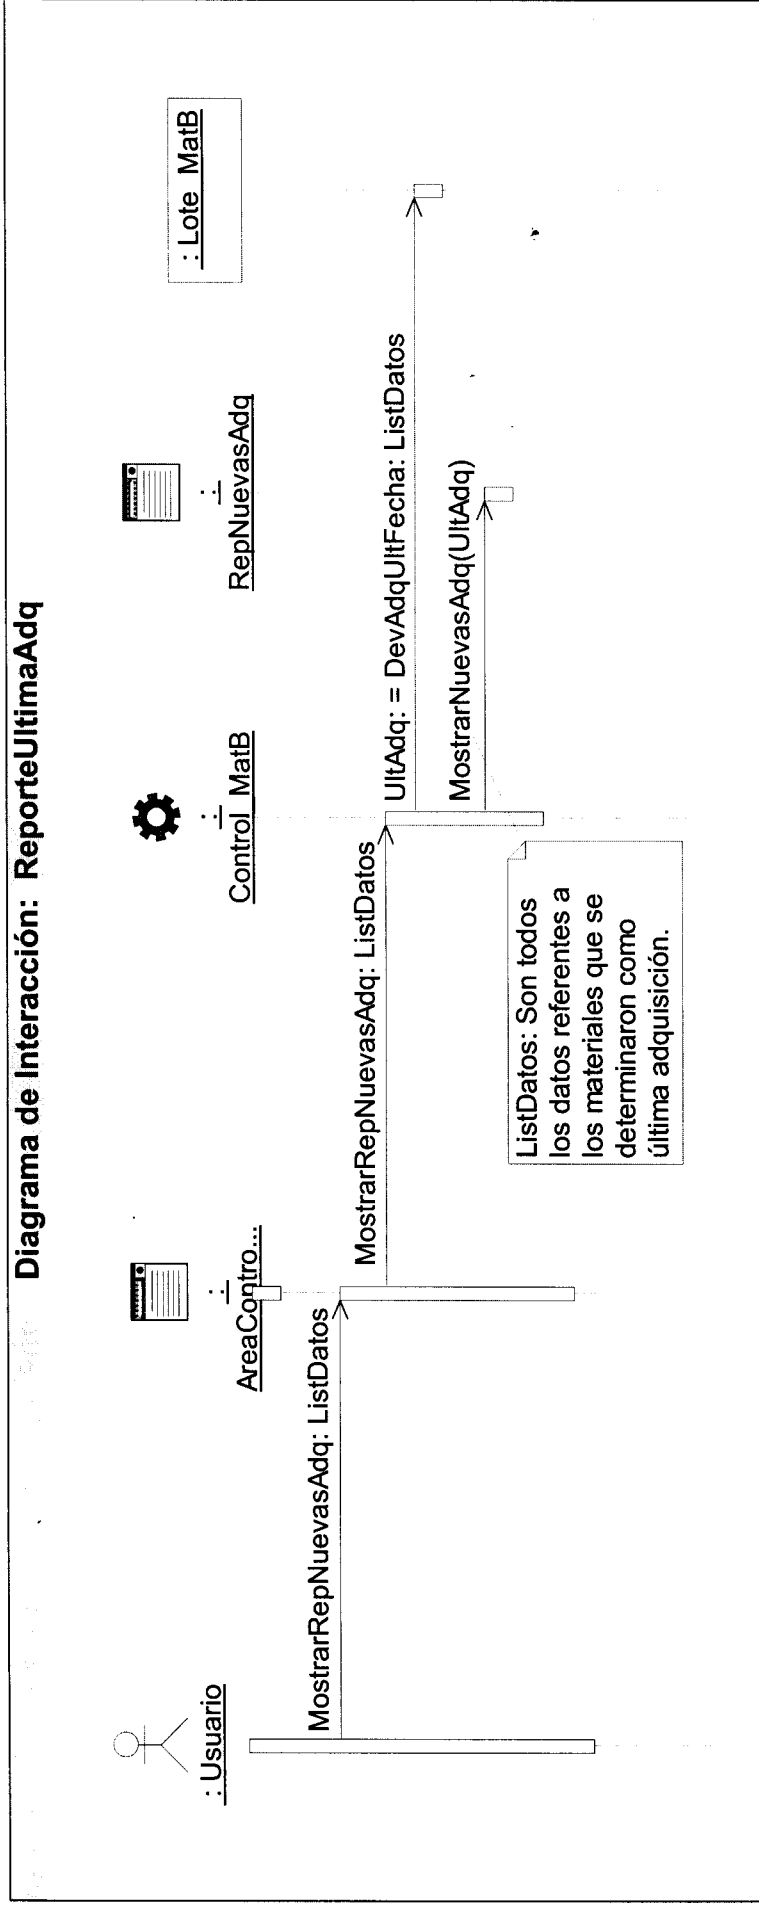 Diagrama de Interacción: ReporteUltimaAdq
: Usuario
:
AreaContro...
:
Control_MatB
:
RepNuevasAdq
: Lote_MatB
MostrarRepNuevasAdq: ListDatos
MostrarRepNuevasAdq: ListDatos
UltAdq: = DevAdqUltFecha: ListDatos
MostrarNuevasAdq(UltAdq)
ListDatos: Son todos
los datos referentes a
los materiales que se
determinaron como
última adquisición.